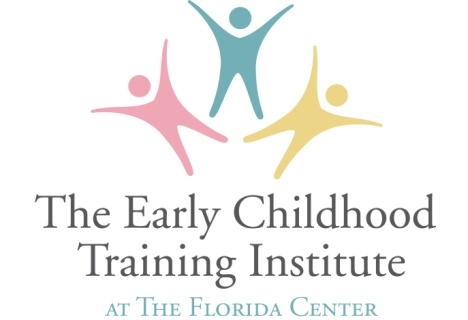 The Early Childhood
Training Institute
AT THE FLORIDA CENTER